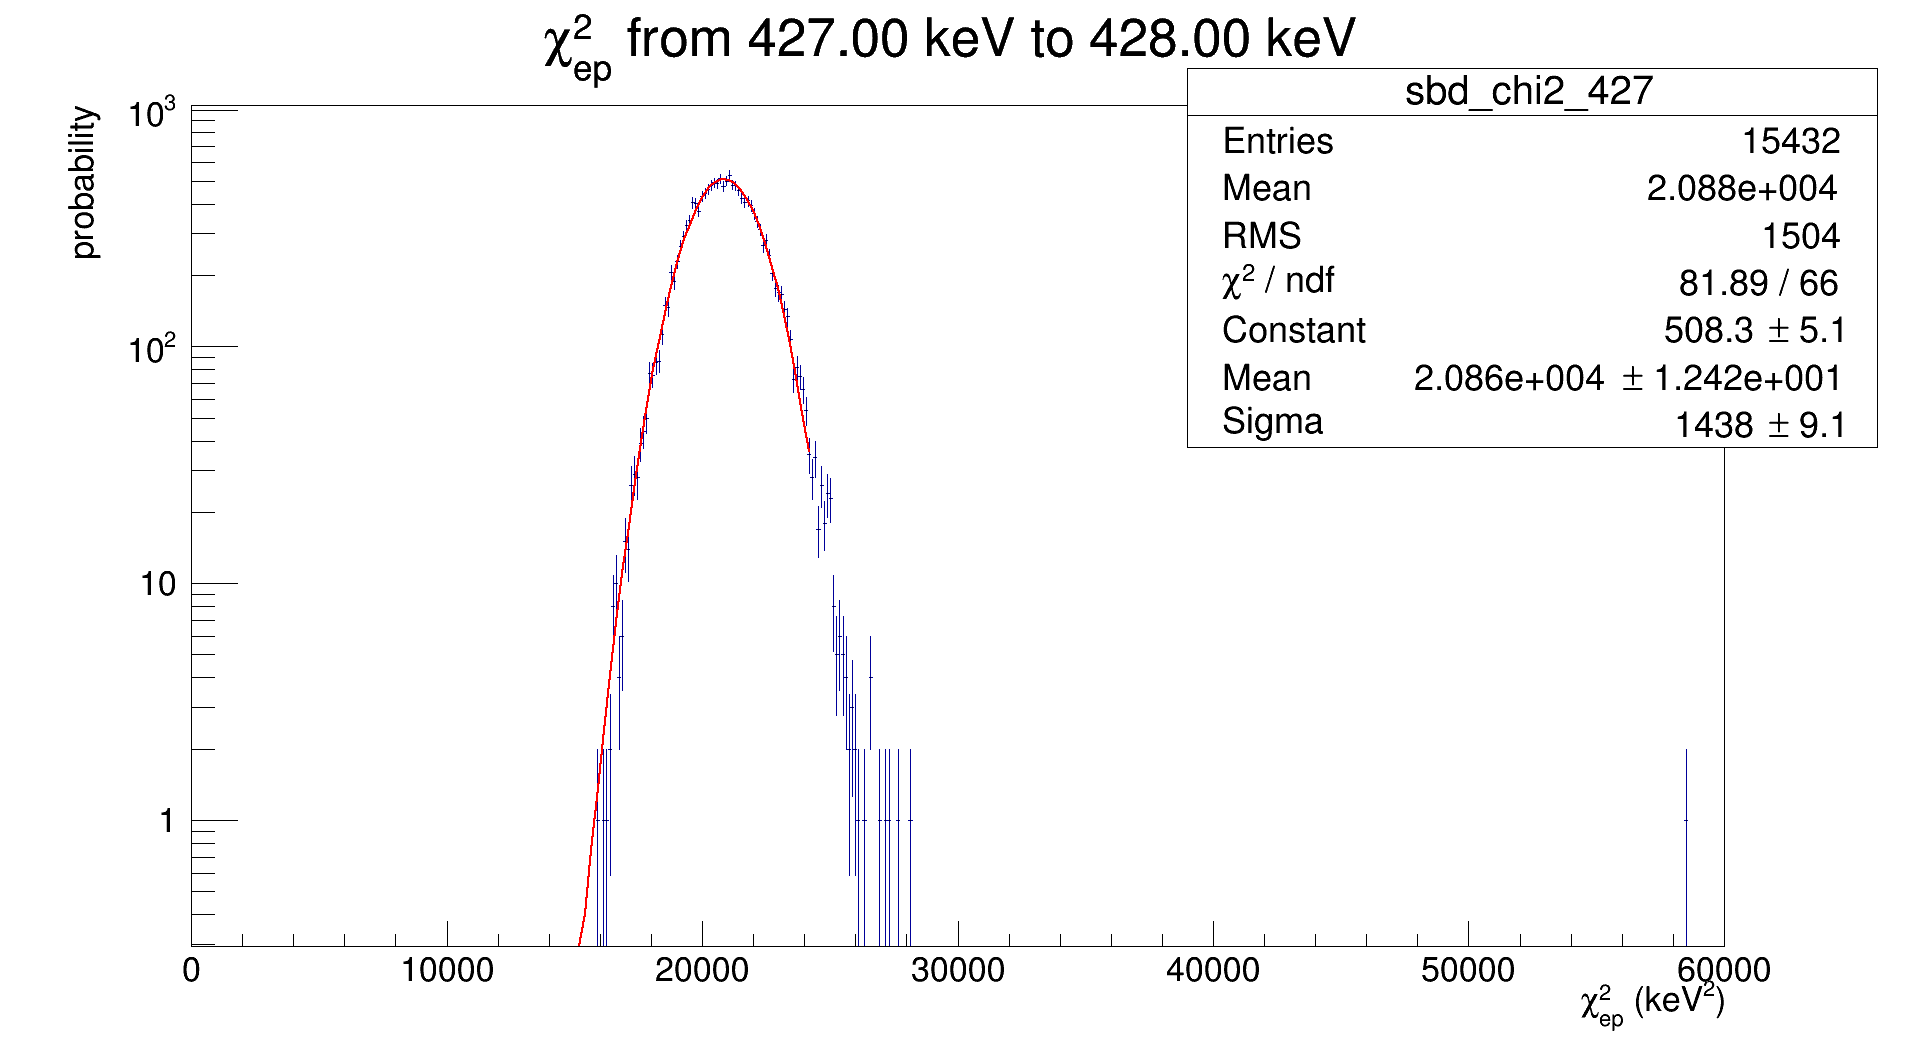 χ²ep from 427.00 keV to 428.00 keV
sbd_chi2_427
Entries 15432
Mean 2.088e+004
RMS 1504
χ² / ndf 81.89 / 66
Constant 508.3 ± 5.1
Mean 2.086e+004 ± 1.242e+001
Sigma 1438 ± 9.1
probability
10³
10²
10
1
0 10000 20000 30000 40000 50000 60000
χ²ep (keV²)